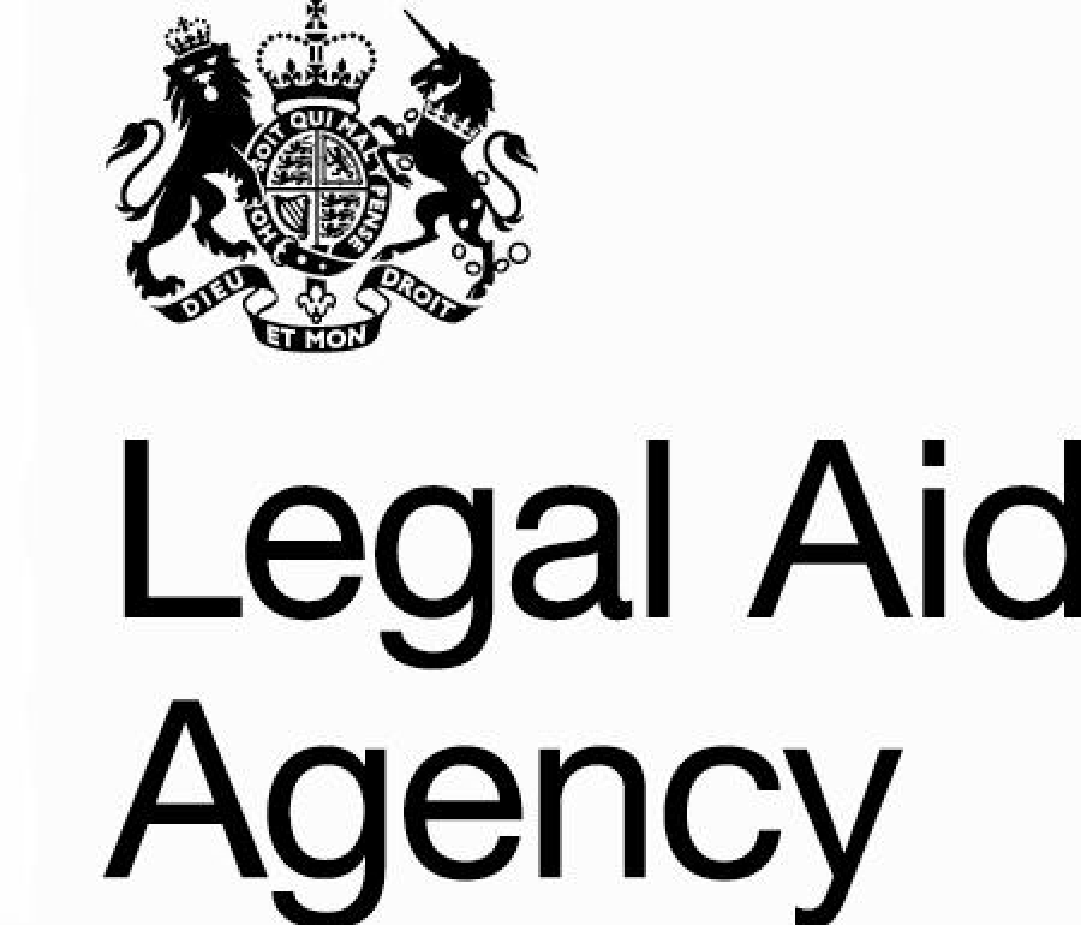 HONI SOIT QUI MAL Y PENSE
DIEU ET MON DROIT
Legal Aid
Agency